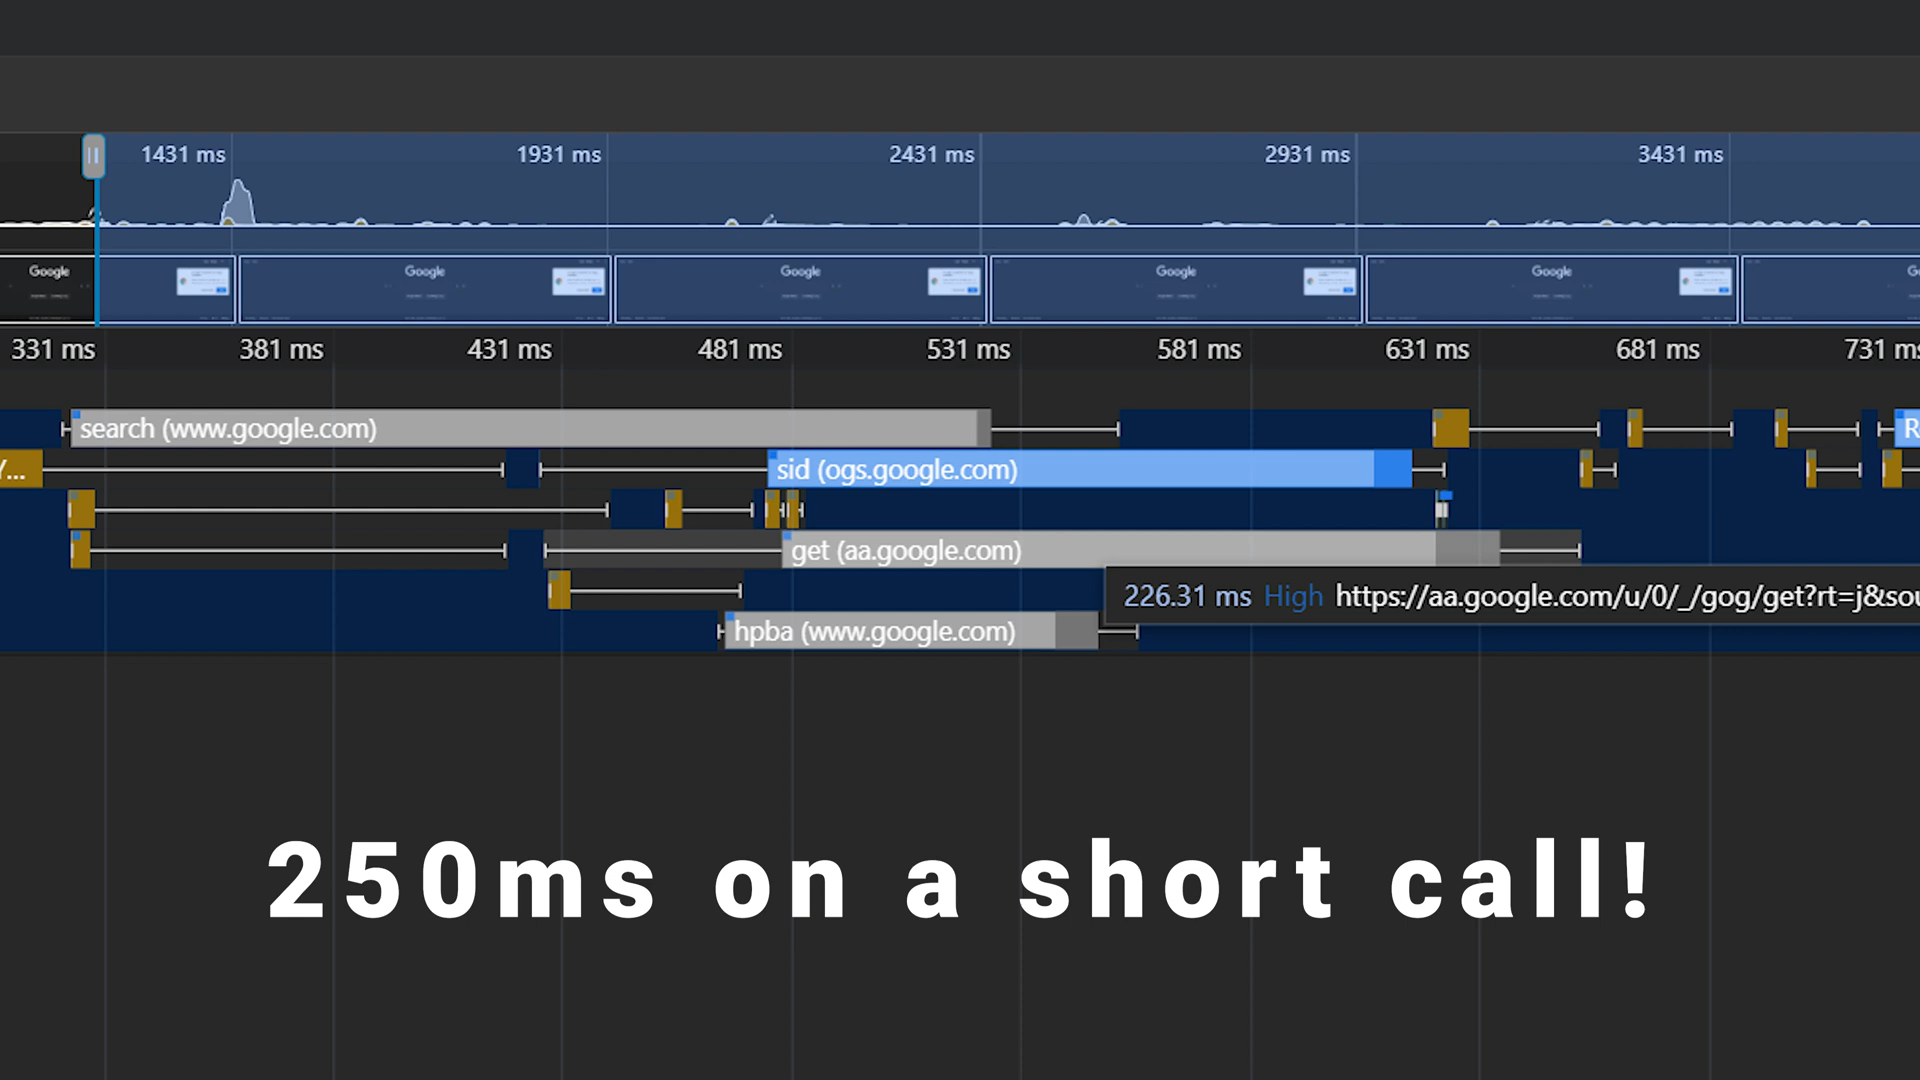 1431 ms 1931 ms 2431 ms 2931 ms 3431 ms
Google Google Google Google Google
331 ms 381 ms 431 ms 481 ms 531 ms 581 ms 631 ms 681 ms 731 ms
search (www.google.com)
sid (ogs.google.com)
get (aa.google.com)
226.31 ms High https://aa.google.com/u/0/_/gog/get?rt=j&sou
hpba (www.google.com)
250ms on a short call!